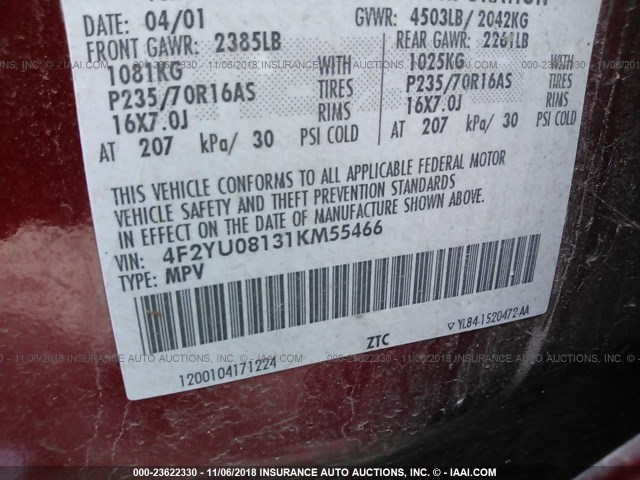 DATE: 04/01 GVWR: 4503LB/ 2042KG
FRONT GAWR: 2385LB REAR GAWR: 2261LB
1081KG WITH 1025KG WITH
P235/70R16AS TIRES P235/70R16AS TIRES
16X7.0J RIMS 16X7.0J RIMS
AT 207 kPa/ 30 PSI COLD AT 207 kPa/ 30 PSI COLD
THIS VEHICLE CONFORMS TO ALL APPLICABLE FEDERAL MOTOR
VEHICLE SAFETY AND THEFT PREVENTION STANDARDS
IN EFFECT ON THE DATE OF MANUFACTURE SHOWN ABOVE.
VIN: 4F2YU08131KM55466
TYPE: MPV
ZTC
▽ YL84-1520472-AA
1200104171224
000-23622330 - 11/06/2018 INSURANCE AUTO AUCTIONS. - © - IAAI.COM